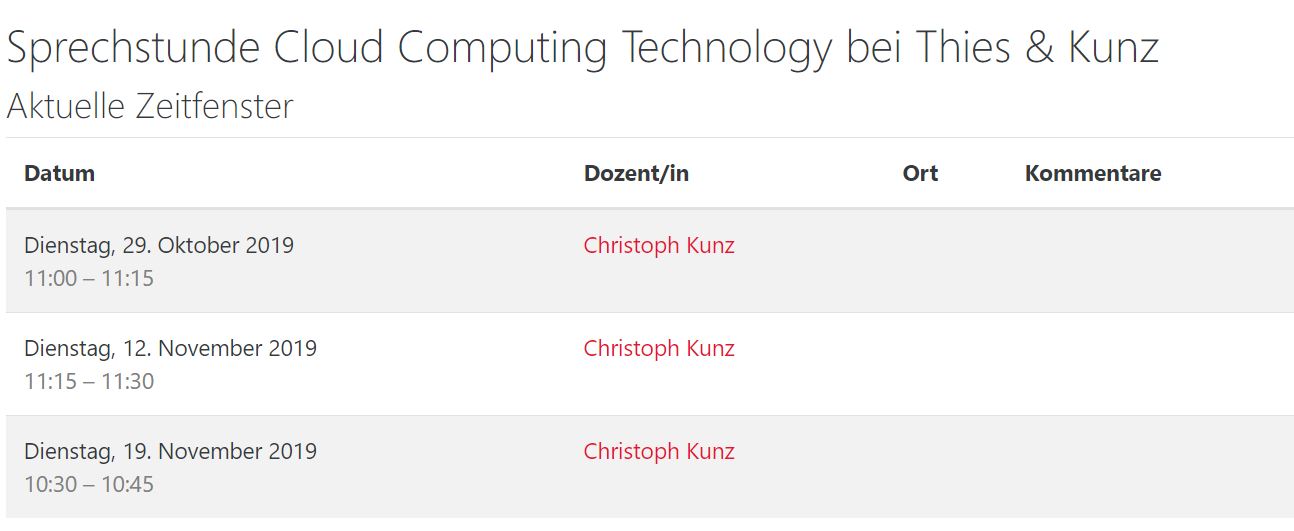 Sprechstunde Cloud Computing Technology bei Thies & Kunz
Aktuelle Zeitfenster
Datum Dozent/in Ort Kommentare
Dienstag, 29. Oktober 2019 Christoph Kunz
11:00 – 11:15
Dienstag, 12. November 2019 Christoph Kunz
11:15 – 11:30
Dienstag, 19. November 2019 Christoph Kunz
10:30 – 10:45